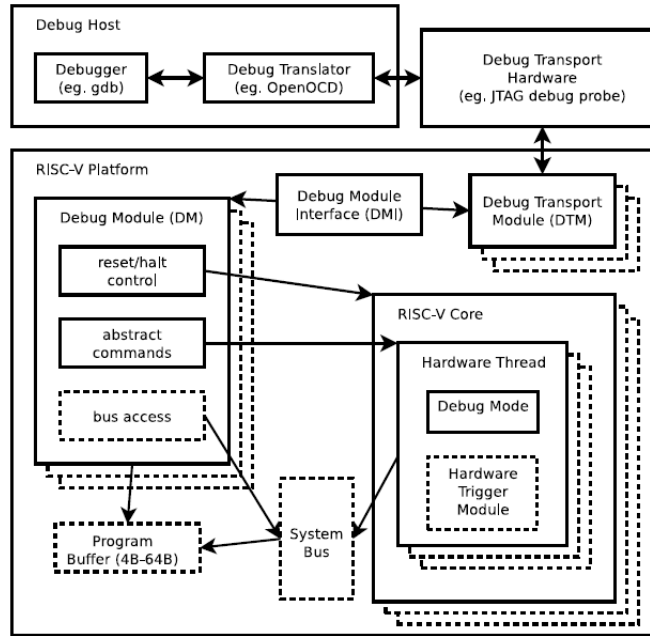 Debug Host
Debugger
(eg. gdb)
Debug Translator
(eg. OpenOCD)
Debug Transport
Hardware
(eg. JTAG debug probe)
RISC-V Platform
Debug Module (DM)
Debug Module
Interface (DMI)
Debug Transport
Module (DTM)
reset/halt
control
abstract
commands
bus access
RISC-V Core
Hardware Thread
Debug Mode
Hardware
Trigger
Module
System
Bus
Program
Buffer (4B-64B)